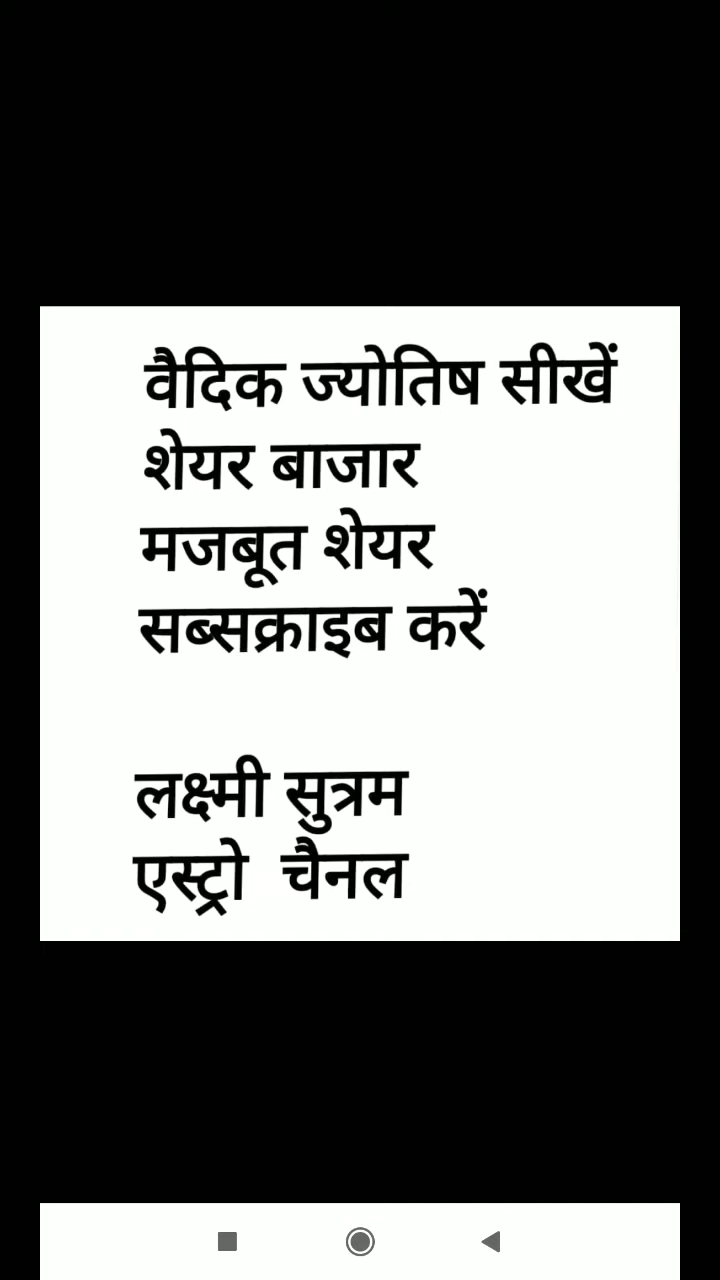 वैदिक ज्योतिष सीखें
शेयर बाजार
मजबूत शेयर
सब्सक्राइब करें
लक्ष्मी सुत्रम
एस्ट्रो चैनल